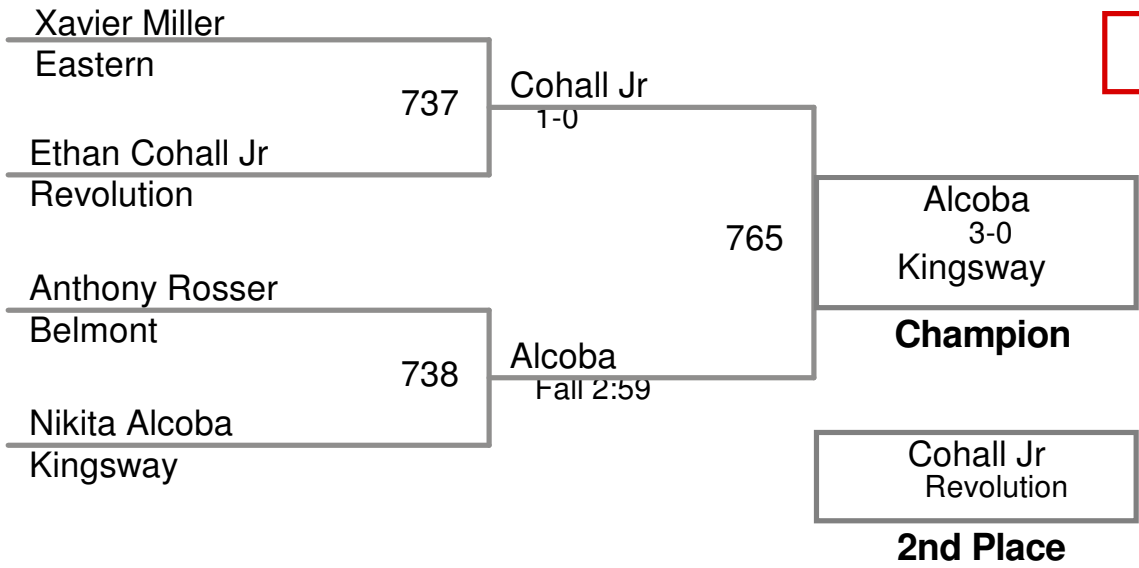 Xavier Miller
Eastern
737
Cohall Jr
1-0
Ethan Cohall Jr
Revolution
765
Alcoba
3-0
Kingsway
Champion
Anthony Rosser
Belmont
738
Alcoba
Fall 2:59
Nikita Alcoba
Kingsway
Cohall Jr
Revolution
2nd Place